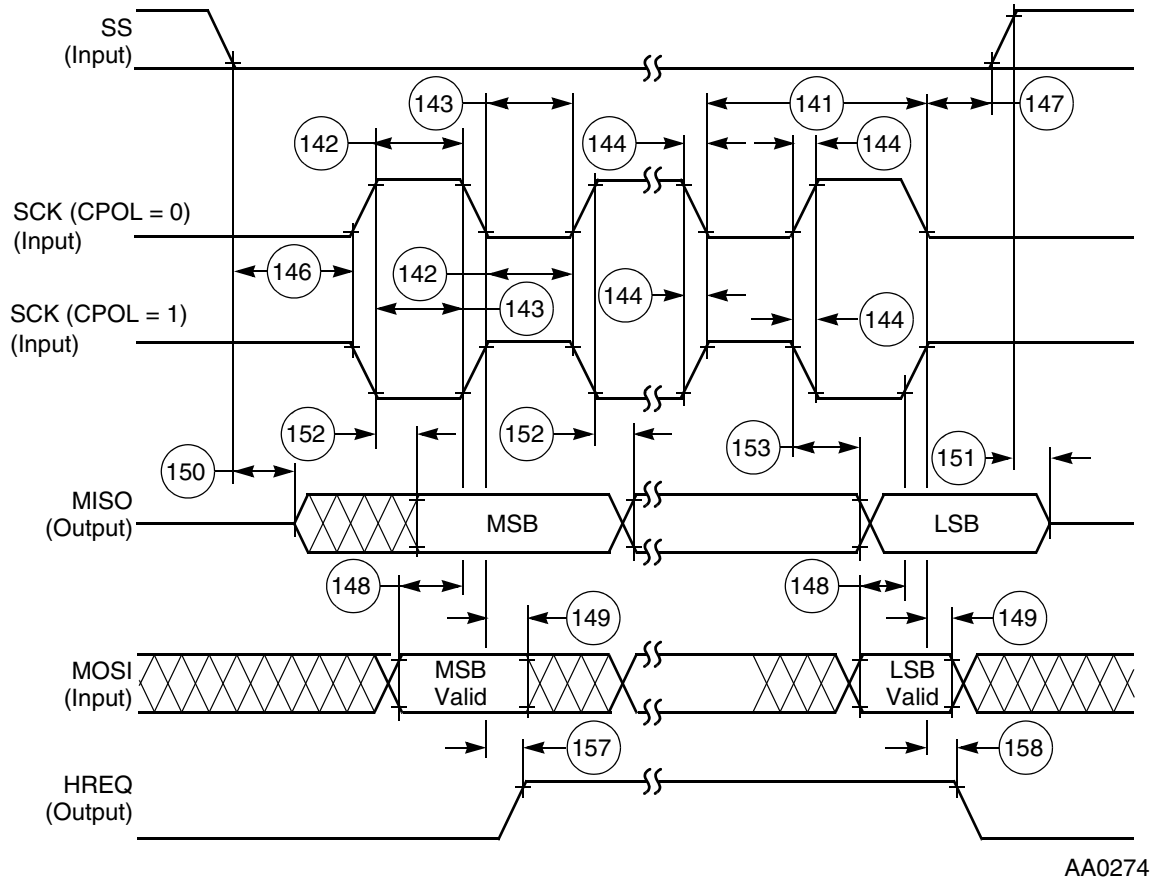 SS
(Input)
143
141
147
142
144
144
SCK (CPOL = 0)
(Input)
146
142
144
SCK (CPOL = 1)
(Input)
143
144
152
152
153
150
151
MISO
(Output)
MSB
LSB
148
148
149
149
MOSI
(Input)
MSB
Valid
LSB
Valid
157
158
HREQ
(Output)
AA0274